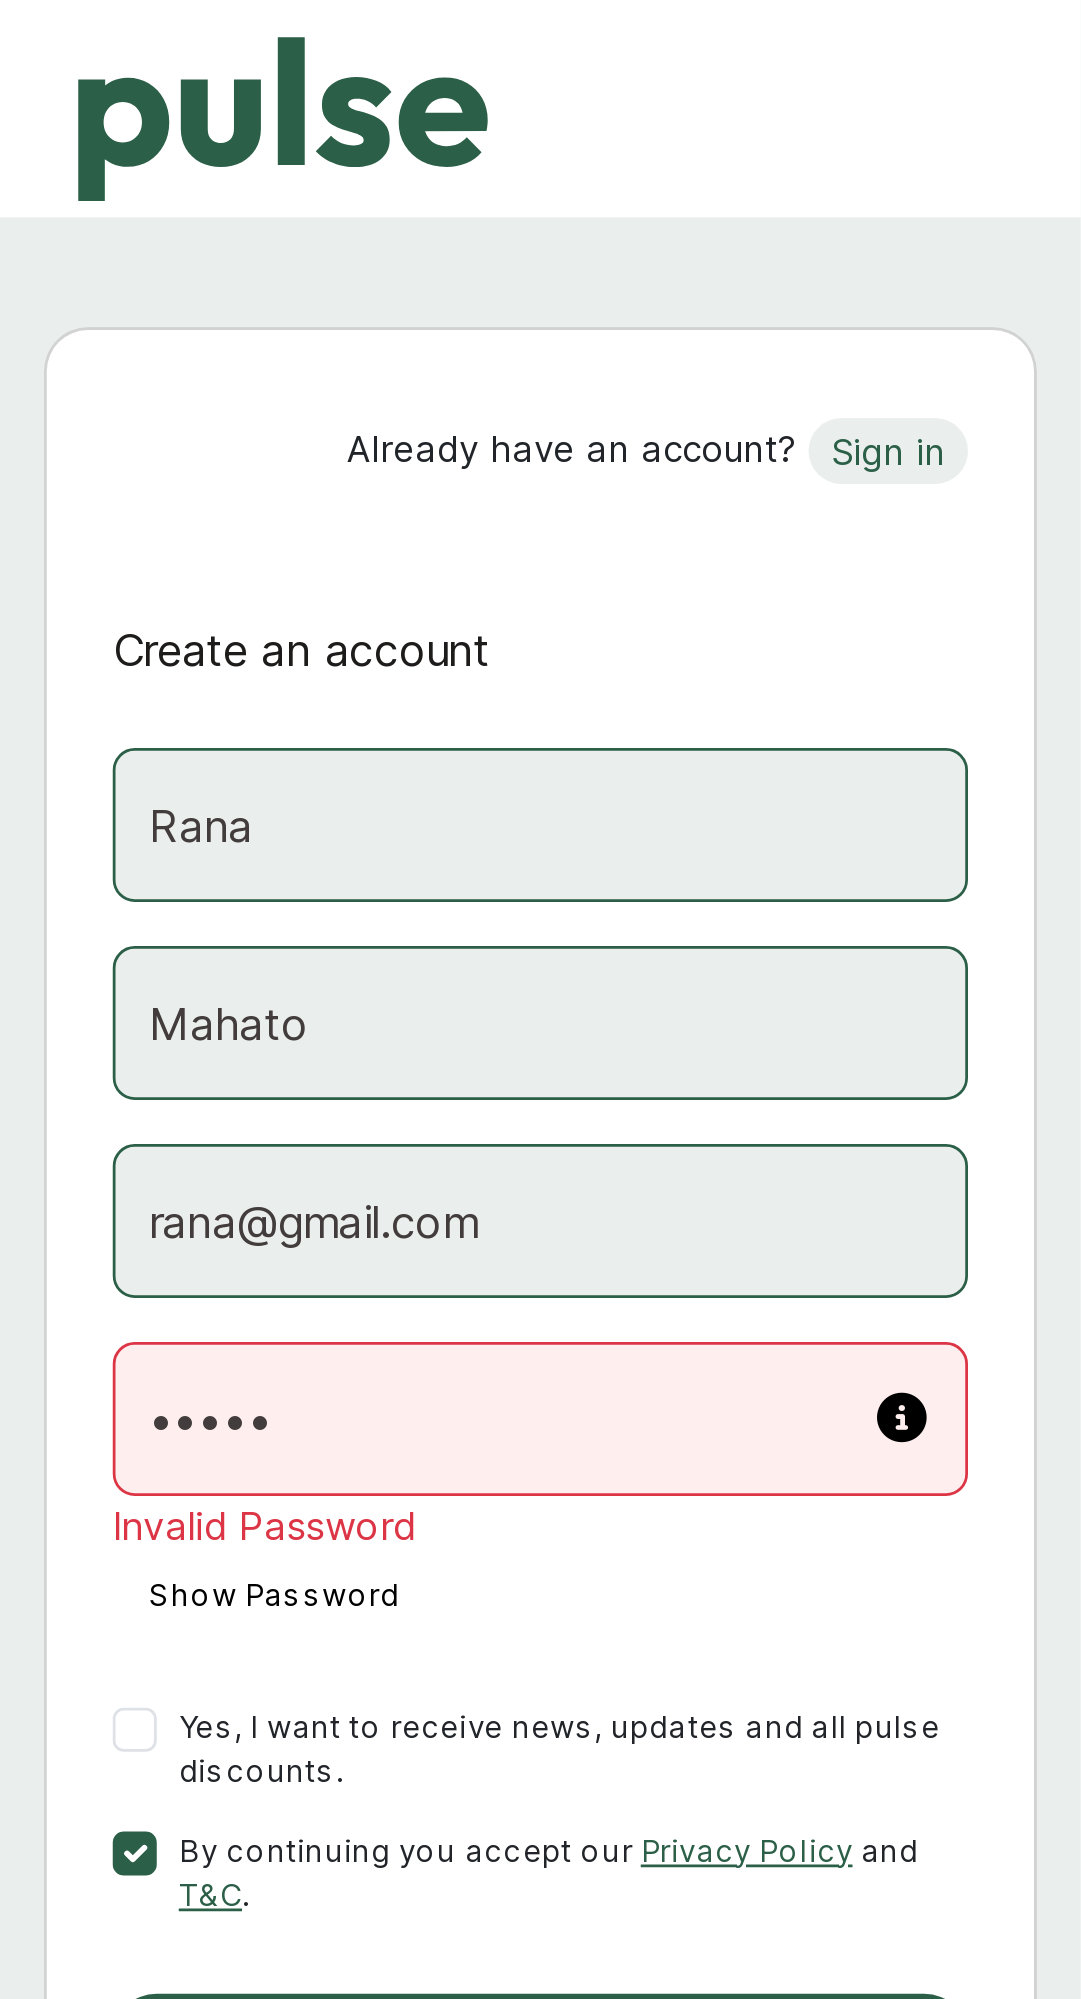 pulse
Already have an account? Sign in
Create an account
Rana
Mahato
rana@gmail.com
•••••
Invalid Password
Show Password
Yes, I want to receive news, updates and all pulse
discounts.
By continuing you accept our Privacy Policy and
T&C.